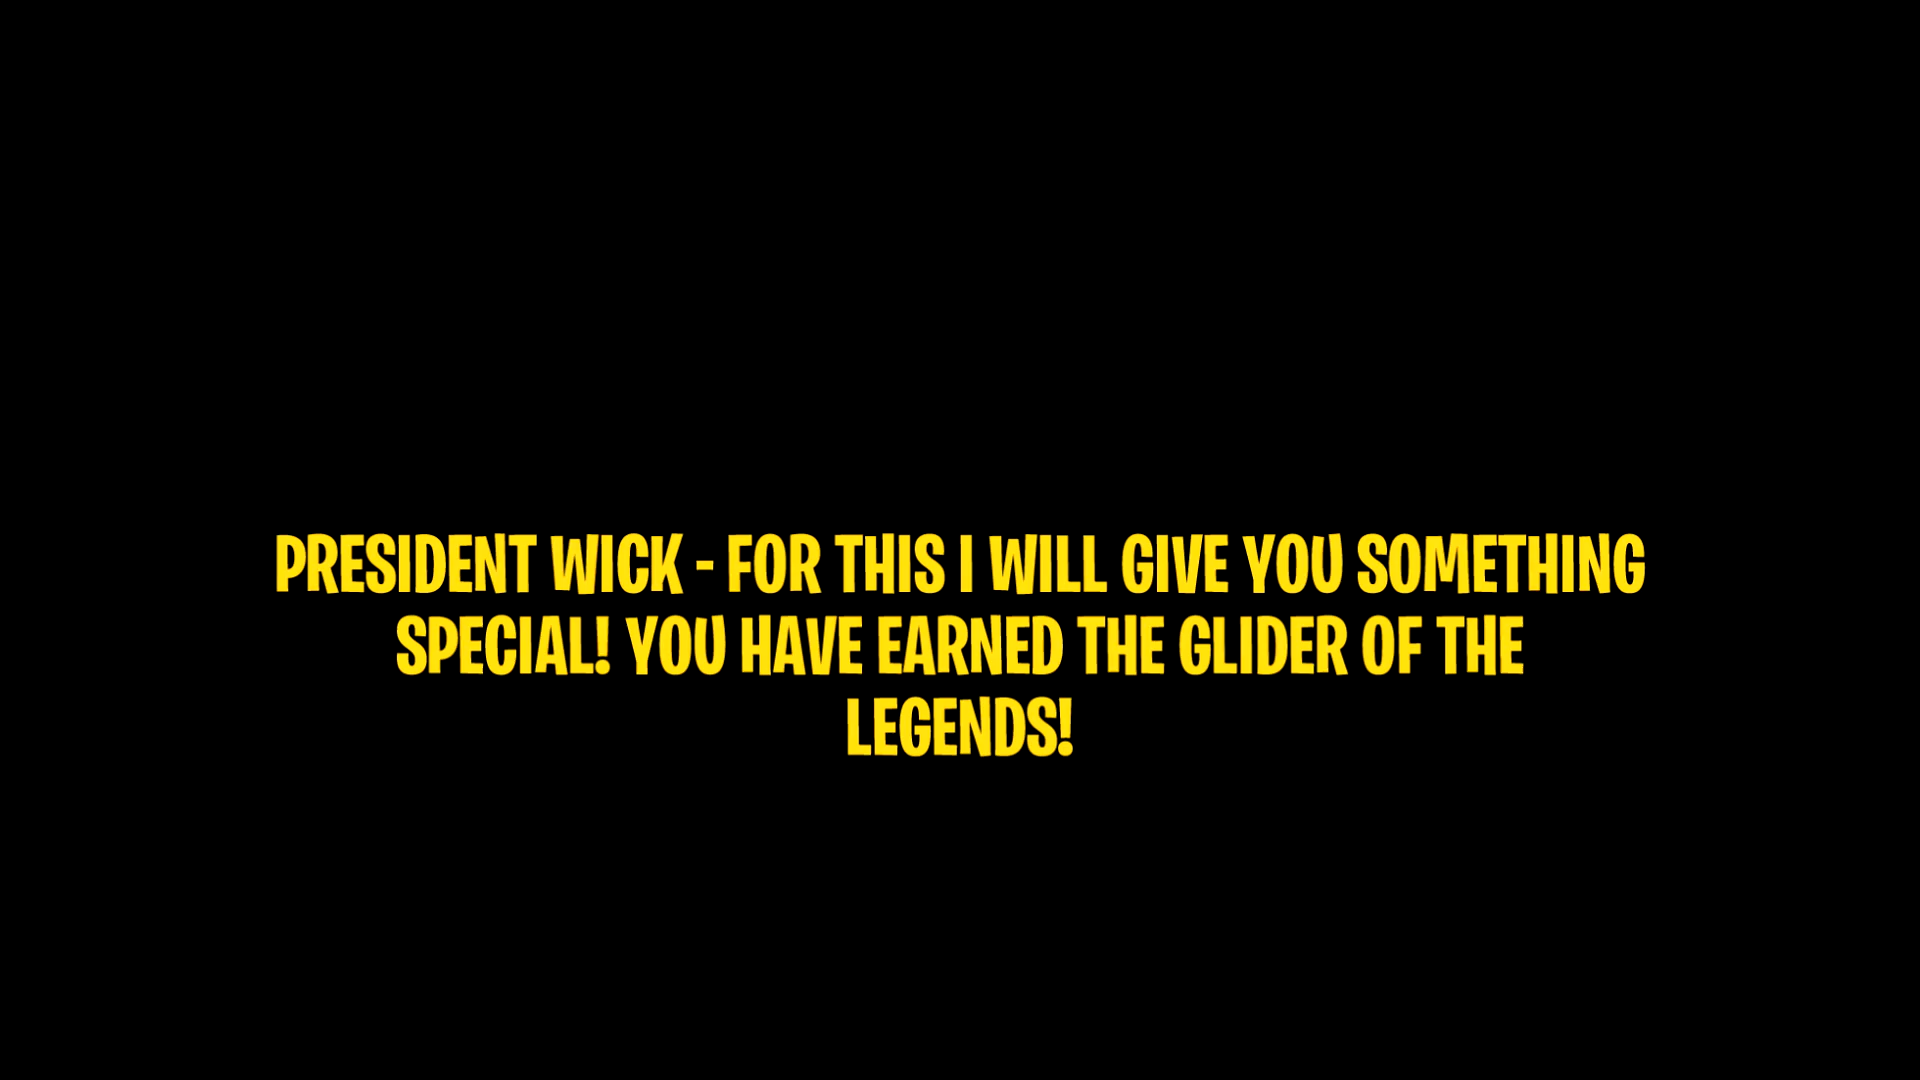 PRESIDENT WICK - FOR THIS I WILL GIVE YOU SOMETHING
SPECIAL! YOU HAVE EARNED THE GLIDER OF THE
LEGENDS!